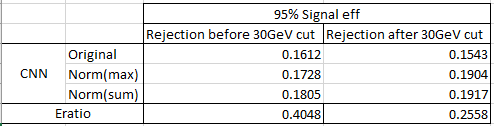 95% Signal eff
Rejection before 30GeV cut Rejection after 30GeV cut
Original 0.1612 0.1543
CNN Norm(max) 0.1728 0.1904
Norm(sum) 0.1805 0.1917
Eratio 0.4048 0.2558